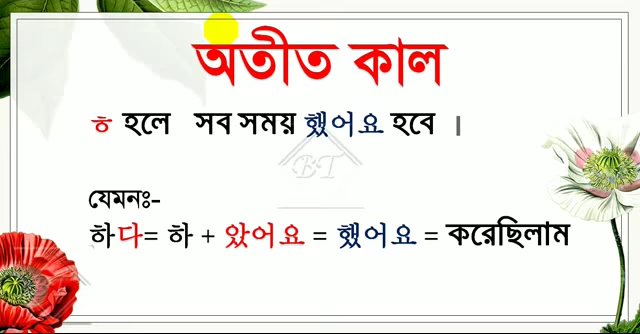 অতীত কাল
ㅎ হলে সব সময়했어요 হবে ।
BT
যেমনঃ-
하다= 하 + 았어요 = 했어요 = করেছিলাম